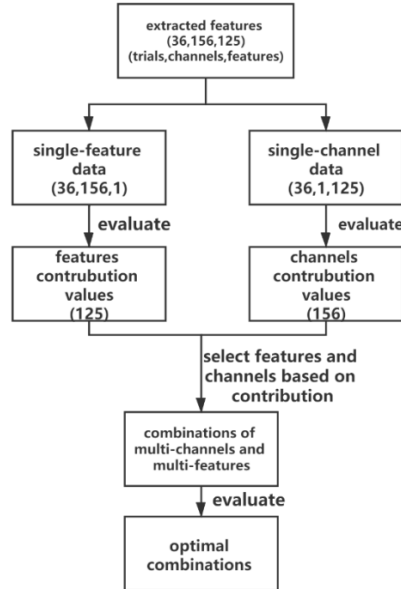 extracted features
(36,156,125)
(trials,channels,features)
single-feature
data
(36,156,1)
single-channel
data
(36,1,125)
evaluate
evaluate
features
contrubution
values
(125)
channels
contrubution
values
(156)
select features and
channels based on
contribution
combinations of
multi-channels and
multi-features
evaluate
optimal
combinations